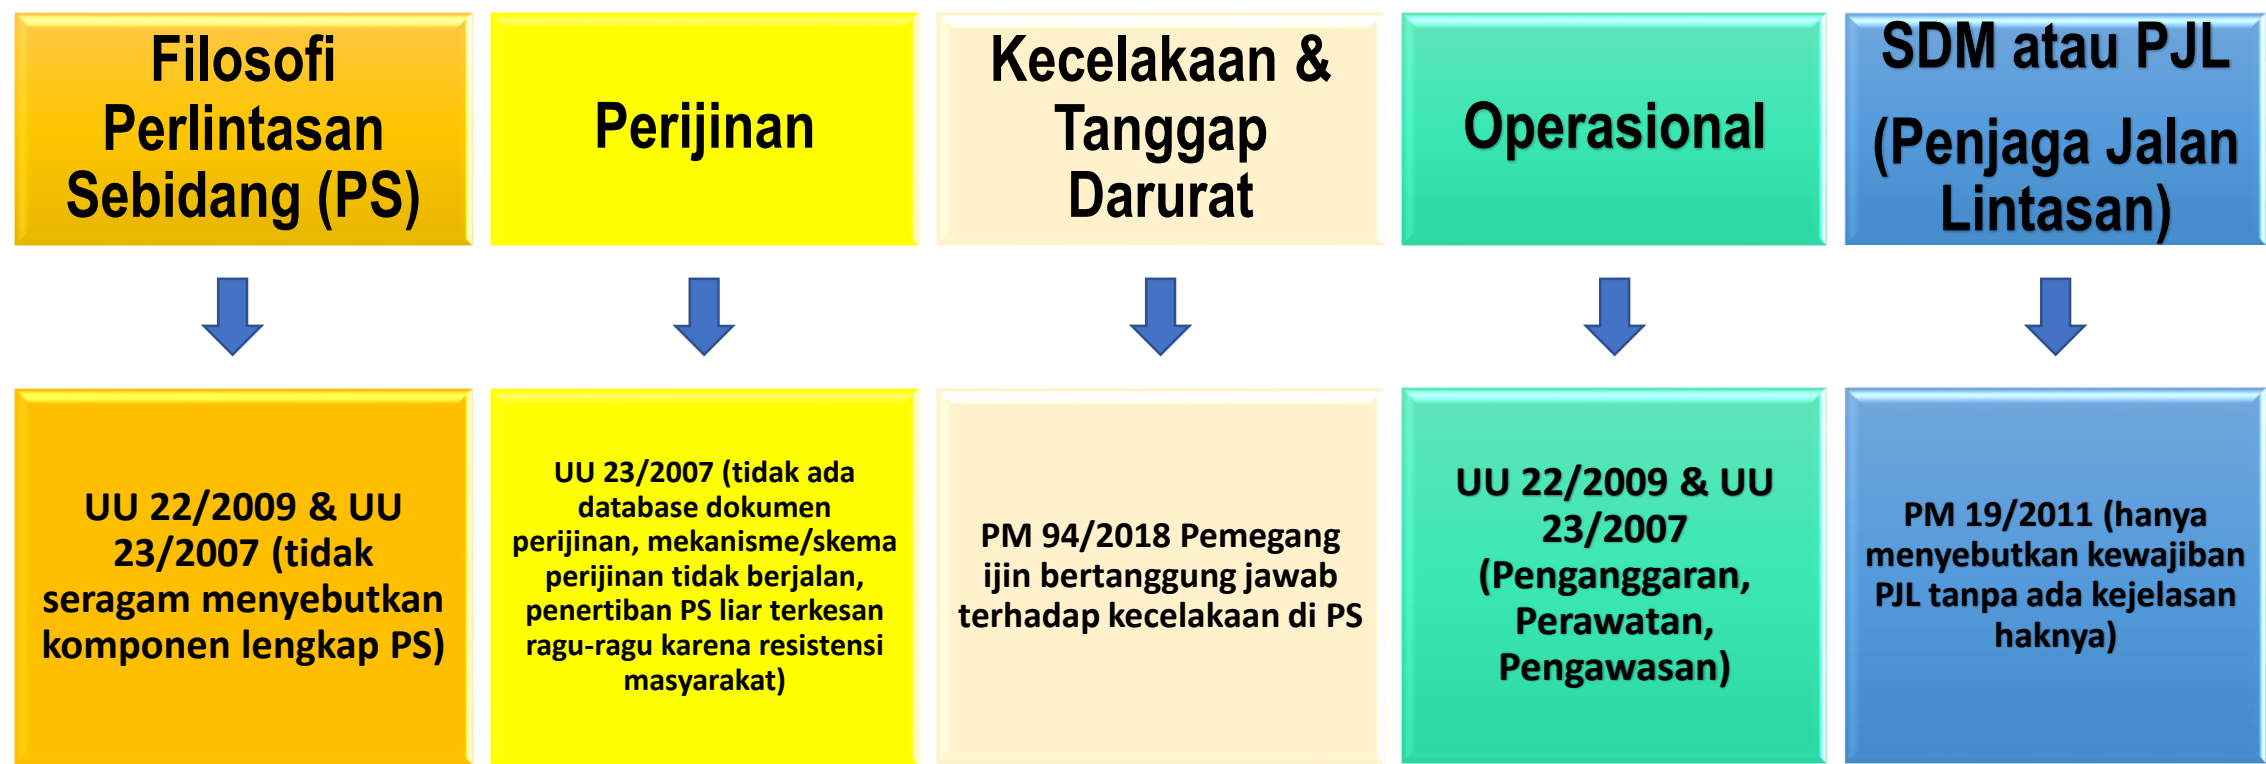 Filosofi
Perlintasan
Sebidang (PS)
Perijinan
Kecelakaan &
Tanggap
Darurat
Operasional
SDM atau PJL
(Penjaga Jalan
Lintasan)
UU 22/2009 & UU
23/2007 (tidak
seragam menyebutkan
komponen lengkap PS)
UU 23/2007 (tidak ada
database dokumen
perijinan, mekanisme/skema
perijinan tidak berjalan,
penertiban PS liar terkesan
ragu-ragu karena resistensi
masyarakat)
PM 94/2018 Pemegang
ijin bertanggung jawab
terhadap kecelakaan di PS
UU 22/2009 & UU
23/2007
(Penganggaran,
Perawatan,
Pengawasan)
PM 19/2011 (hanya
menyebutkan kewajiban
PJL tanpa ada kejelasan
haknya)